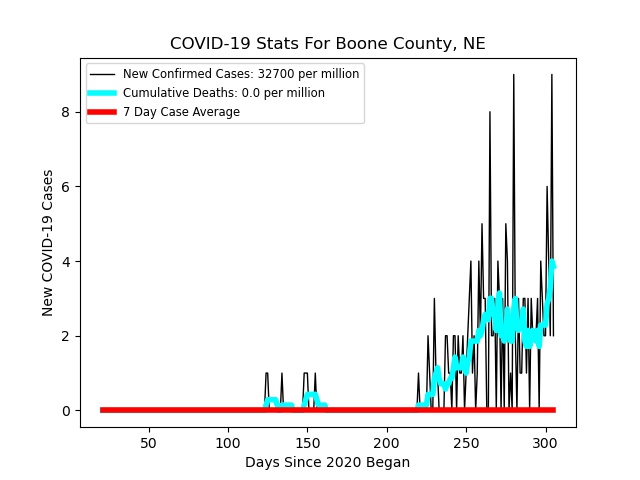 COVID-19 Stats For Boone County, NE
New Confirmed Cases: 32700 per million
Cumulative Deaths: 0.0 per million
7 Day Case Average
New COVID-19 Cases
8
6
4
2
0
50 100 150 200 250 300
Days Since 2020 Began